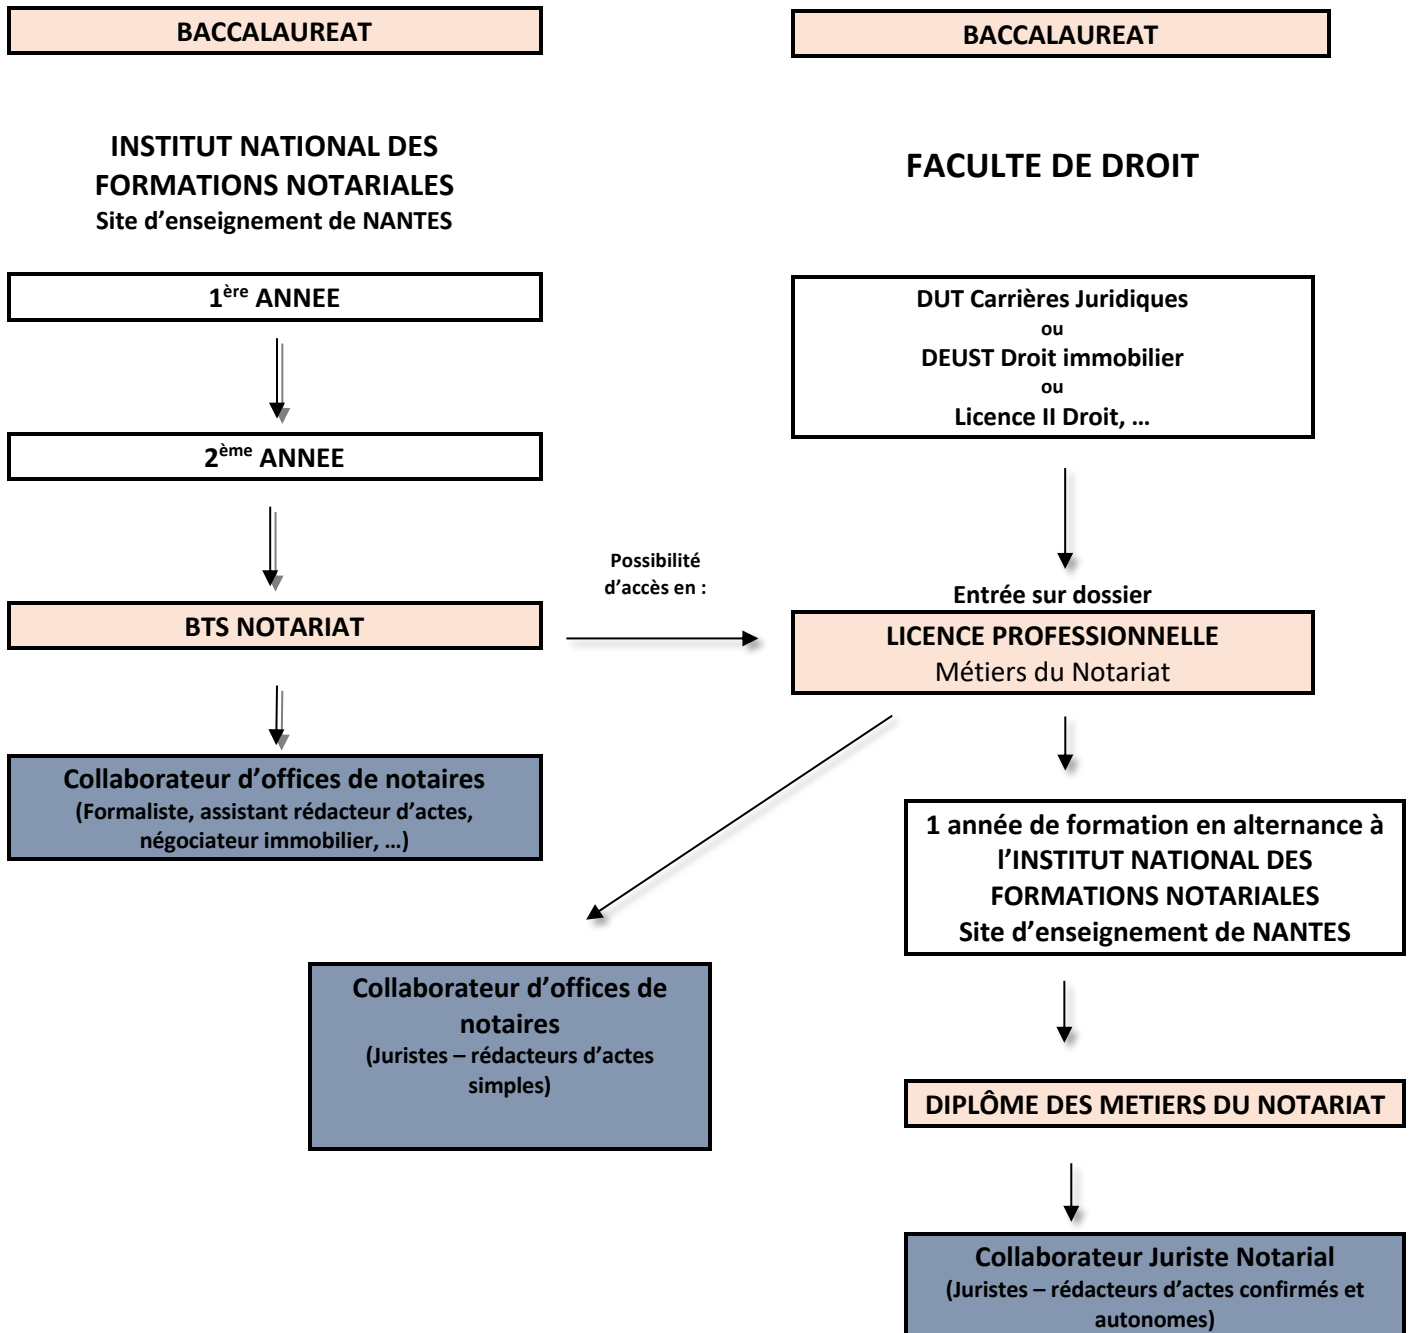 BACCALAUREAT
INSTITUT NATIONAL DES
FORMATIONS NOTARIALES
Site d’enseignement de NANTES
1ère ANNEE
2ème ANNEE
BTS NOTARIAT
Collaborateur d’offices de notaires
(Formaliste, assistant rédacteur d’actes,
négociateur immobilier, …)
Possibilité
d’accès en :
BACCALAUREAT
FACULTE DE DROIT
DUT Carrières Juridiques
ou
DEUST Droit immobilier
ou
Licence II Droit, …
Entrée sur dossier
LICENCE PROFESSIONNELLE
Métiers du Notariat
Collaborateur d’offices de
notaires
(Juristes – rédacteurs d’actes
simples)
1 année de formation en alternance à
l’INSTITUT NATIONAL DES
FORMATIONS NOTARIALES
Site d’enseignement de NANTES
DIPLÔME DES METIERS DU NOTARIAT
Collaborateur Juriste Notarial
(Juristes – rédacteurs d’actes confirmés et
autonomes)